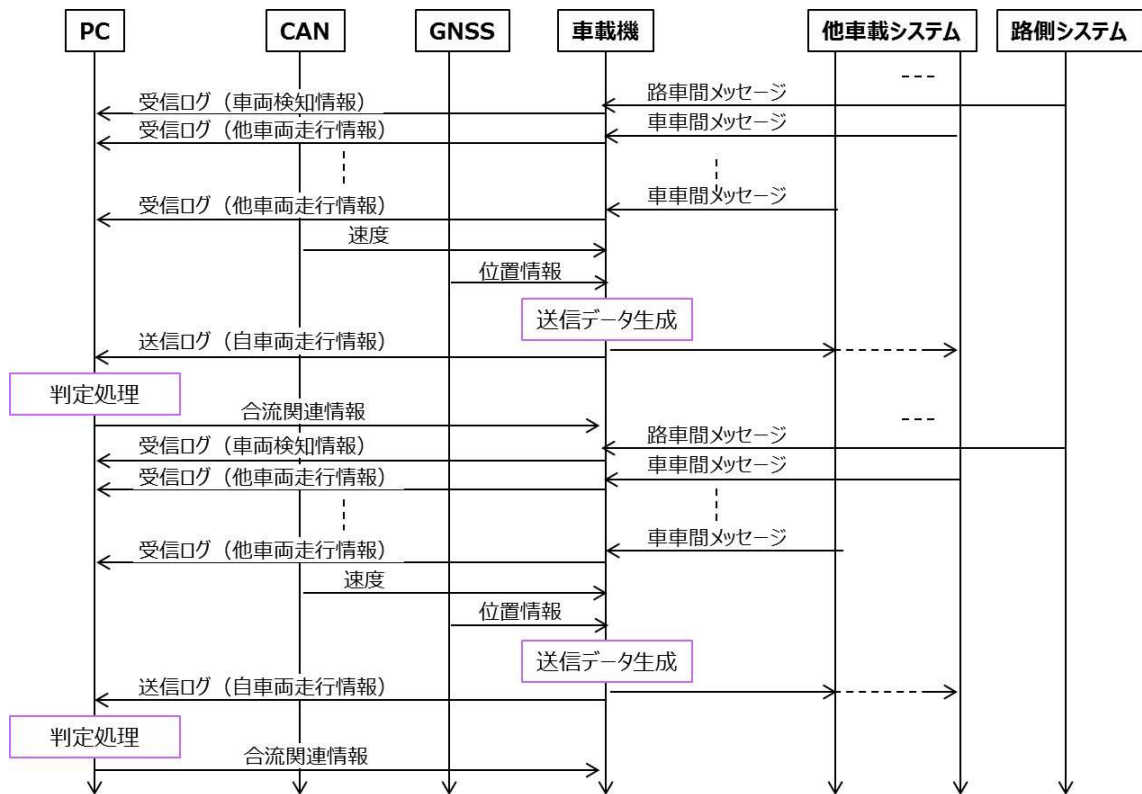 PC
CAN
GNSS
車載機
他車載システム
路側システム
路車間メッセージ
受信ログ（車両検知情報）
車車間メッセージ
受信ログ（他車両走行情報）
車車間メッセージ
受信ログ（他車両走行情報）
速度
位置情報
送信データ生成
送信ログ（自車両走行情報）
判定処理
合流関連情報
路車間メッセージ
受信ログ（車両検知情報）
車車間メッセージ
受信ログ（他車両走行情報）
車車間メッセージ
受信ログ（他車両走行情報）
速度
位置情報
送信データ生成
送信ログ（自車両走行情報）
判定処理
合流関連情報